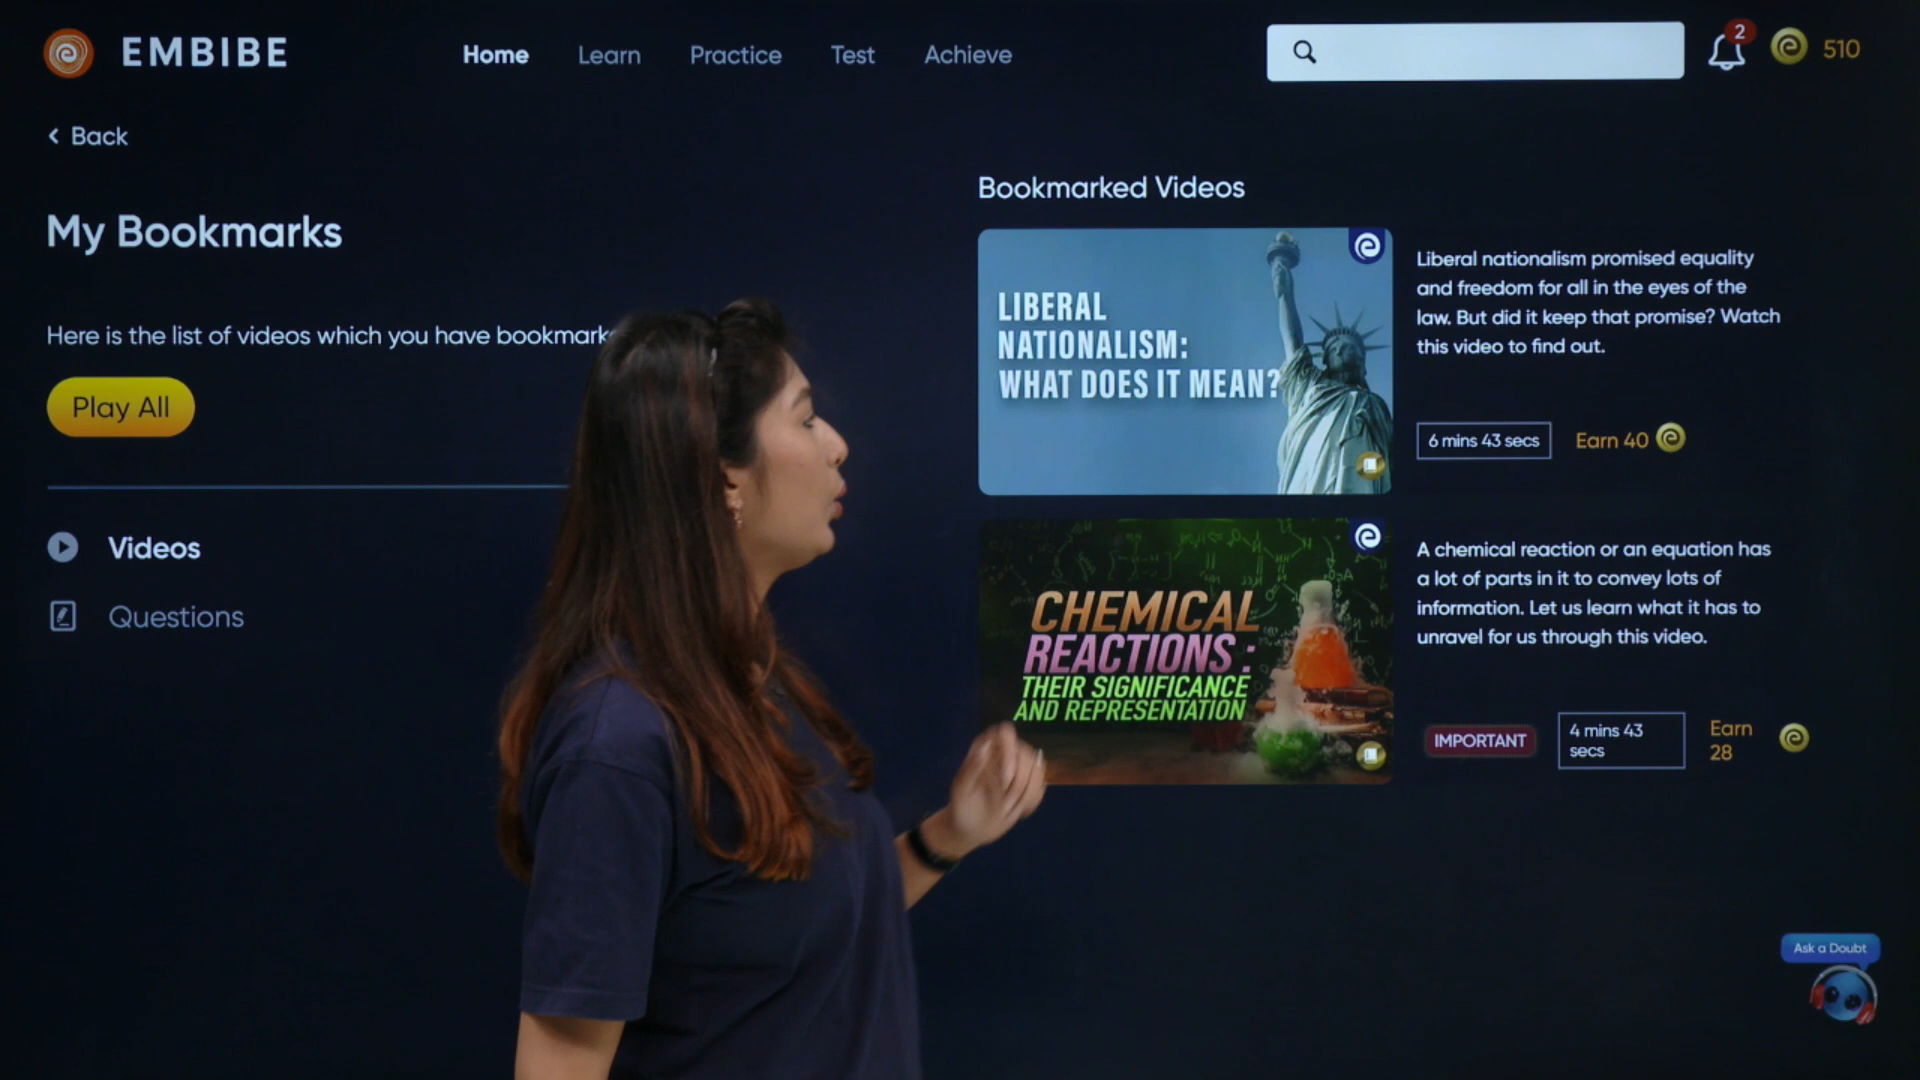 EMBIBE
Home
Learn
Practice
Test
Achieve
2
510
Back
My Bookmarks
Here is the list of videos which you have
Play All
Videos
Questions
Bookmarked Videos
LIBERAL
NATIONALISM:
WHAT DOES IT MEAN?
Liberal nationalism promised equality
and freedom for all in the eyes of the
law. But did it keep that promise? Watch
this video to find out.
6 mins 43 secs
Earn 40
CHEMICAL
REACTIONS :
THEIR SIGNIFICANCE
AND REPRESENTATION
A chemical reaction or an equation has
a lot of parts in it to convey lots of
information. Let us learn what it has to
unravel for us through this video.
IMPORTANT
4 mins 43
secs
Earn
28
Ask a Doubt